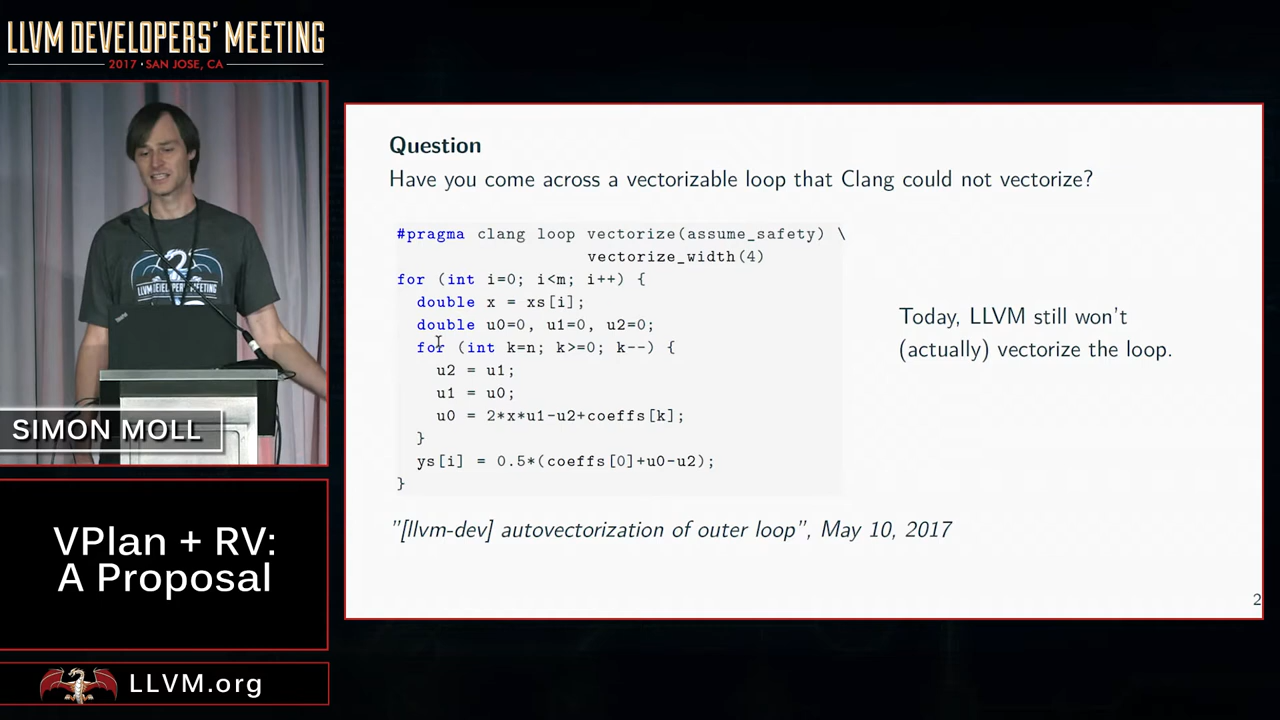 LLVM DEVELOPERS' MEETING
2017 · SAN JOSE, CA
LLVM DEVELOPERS' MEETING
ThinkPad
SIMON MOLL
VPlan + RV:
A Proposal
LLVM.org
Question
Have you come across a vectorizable loop that Clang could not vectorize?
#pragma clang loop vectorize(assume_safety) \
vectorize_width(4)
for (int i=0; i<m; i++) {
double x = xs[i];
double u0=0, u1=0, u2=0;
for (int k=n; k>=0; k--) {
u2 = u1;
u1 = u0;
u0 = 2*x*u1-u2+coeffs[k];
}
ys[i] = 0.5*(coeffs[0]+u0-u2);
}
Today, LLVM still won't
(actually) vectorize the loop.
"[llvm-dev] autovectorization of outer loop", May 10, 2017
2